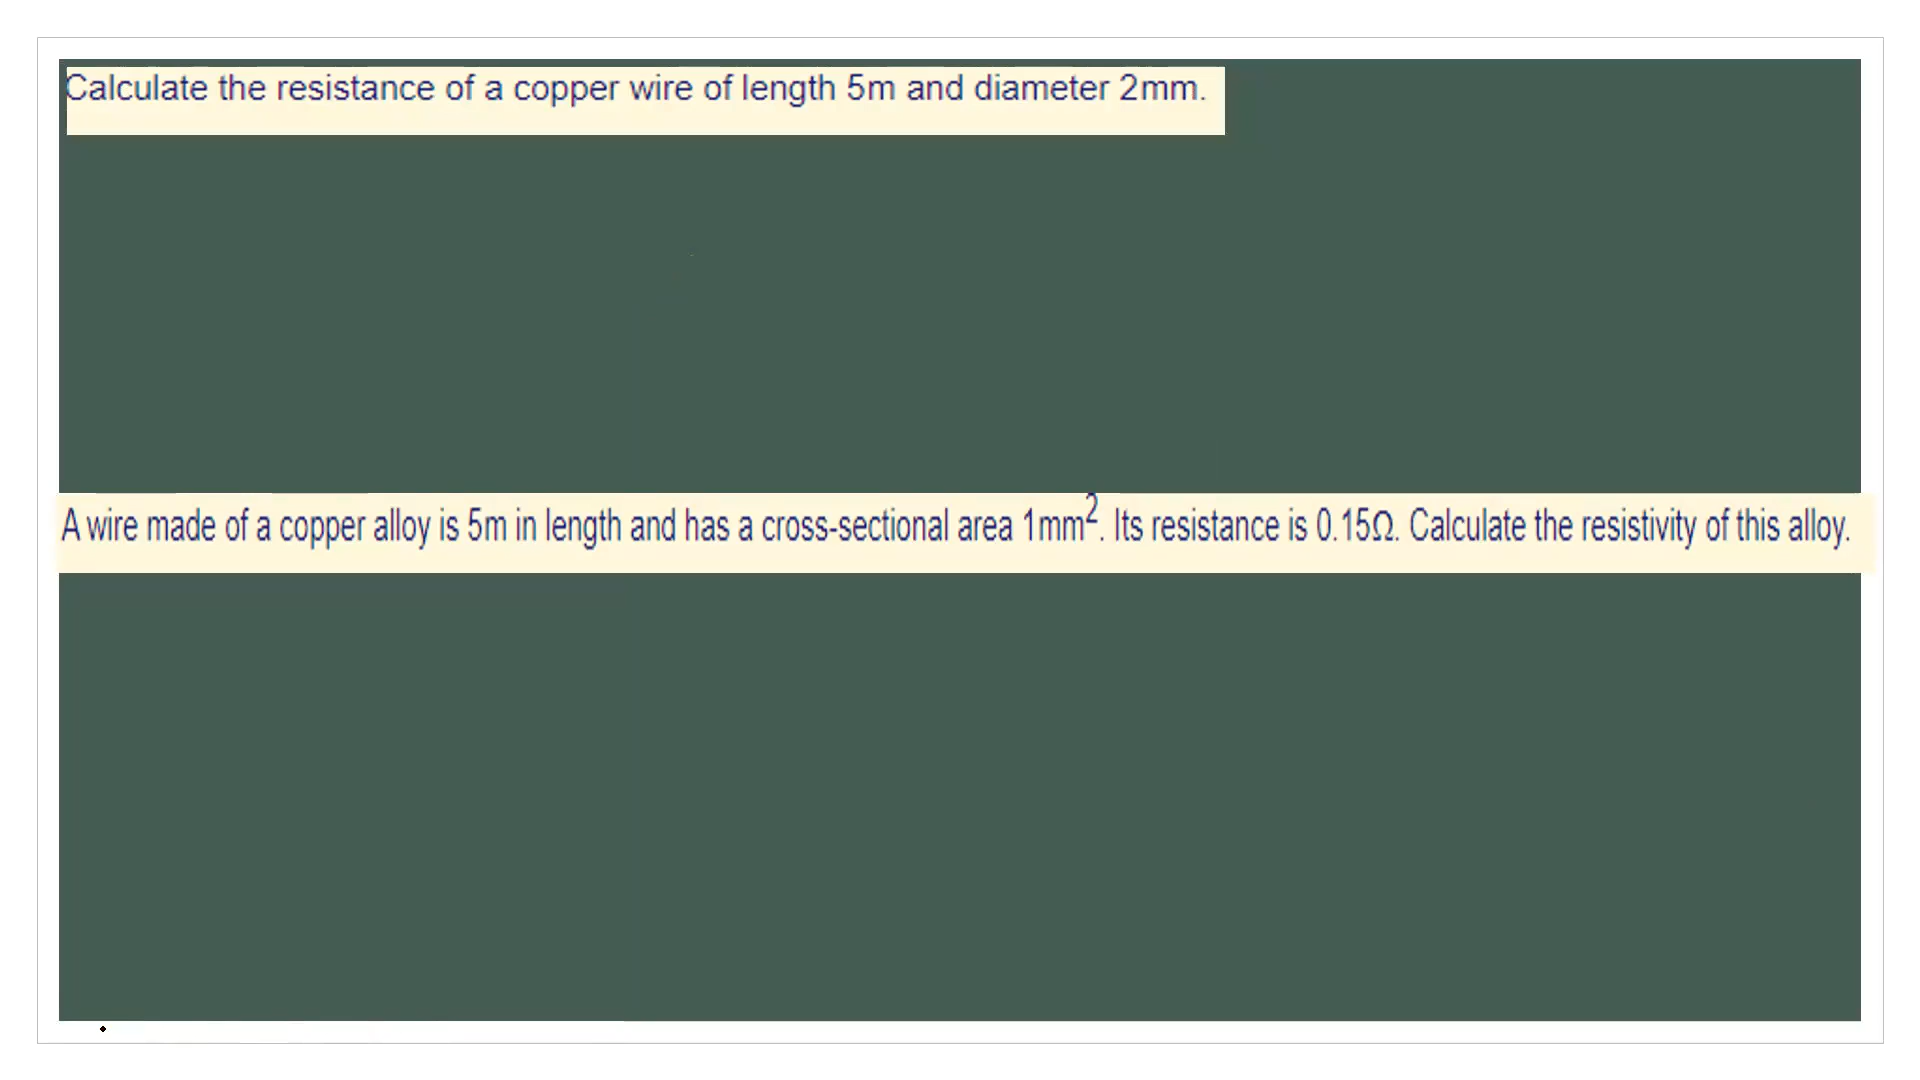 Calculate the resistance of a copper wire of length 5m and diameter 2mm.
A wire made of a copper alloy is 5m in length and has a cross-sectional area 1mm². Its resistance is 0.15Ω. Calculate the resistivity of this alloy.